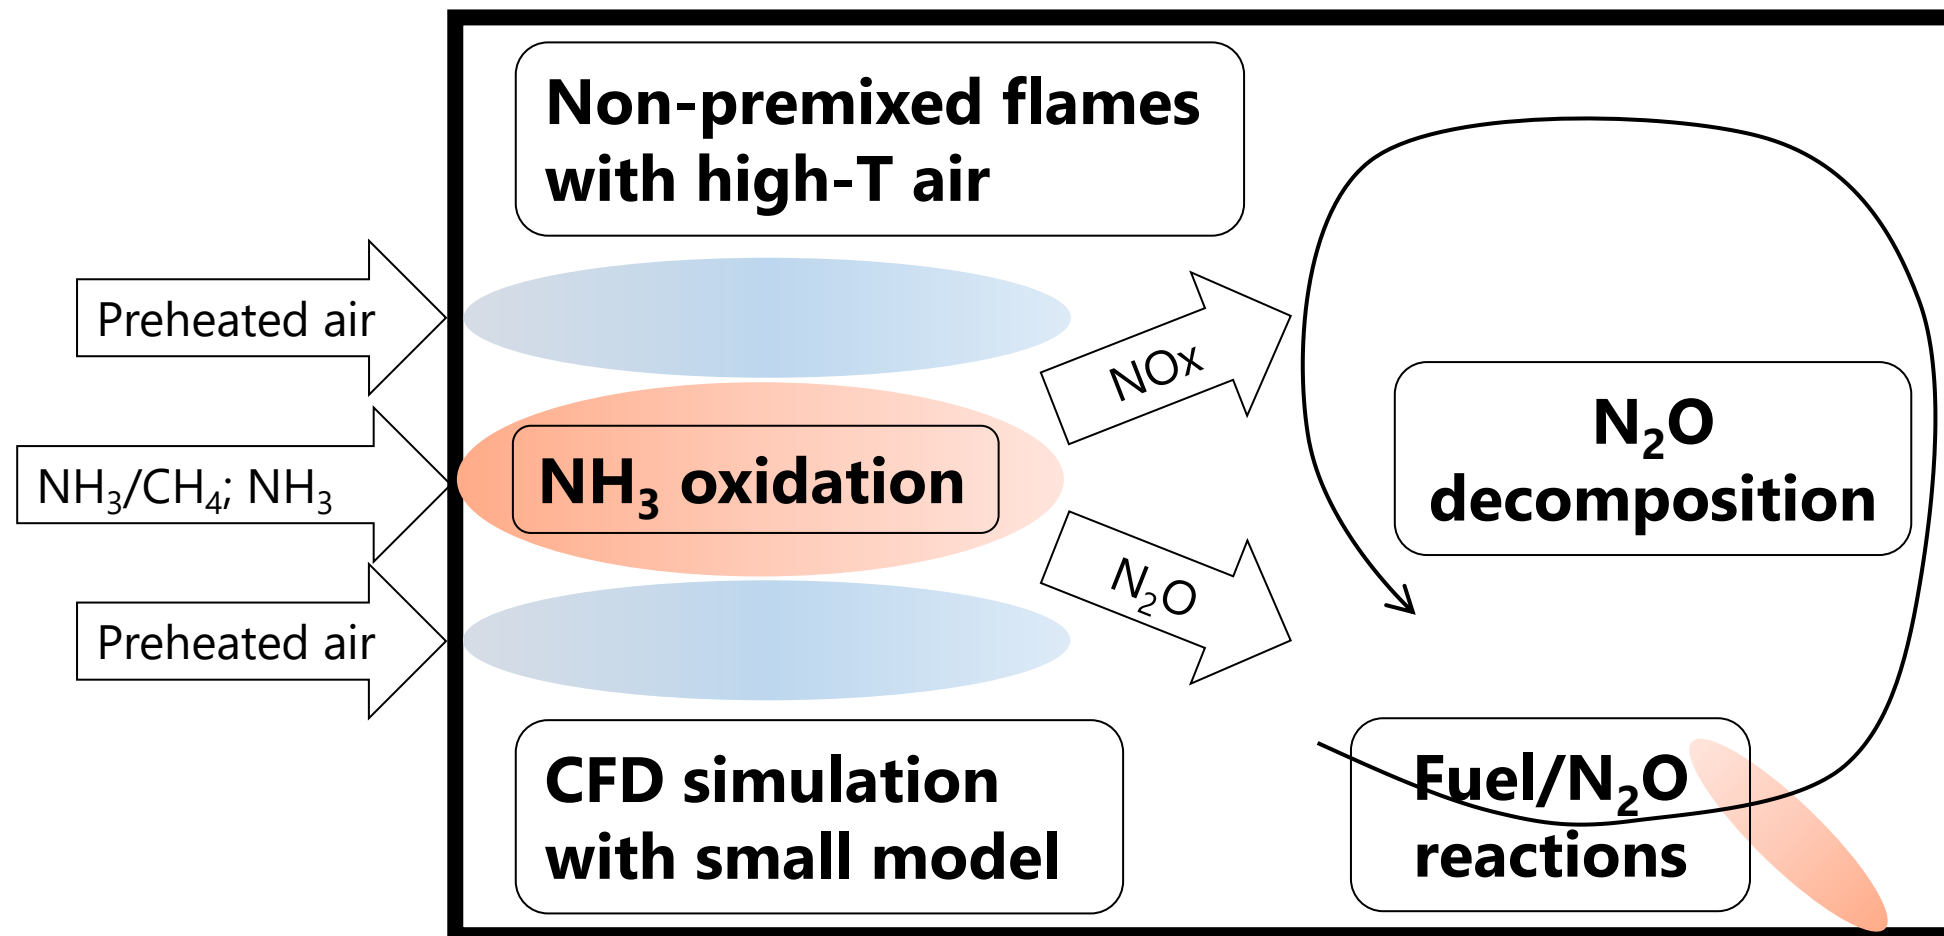 Non-premixed flames
with high-T air
Preheated air
NH₃/CH₄; NH₃
Preheated air
NH₃ oxidation
NOx
N₂O
N₂O
decomposition
CFD simulation
with small model
Fuel/N₂O
reactions